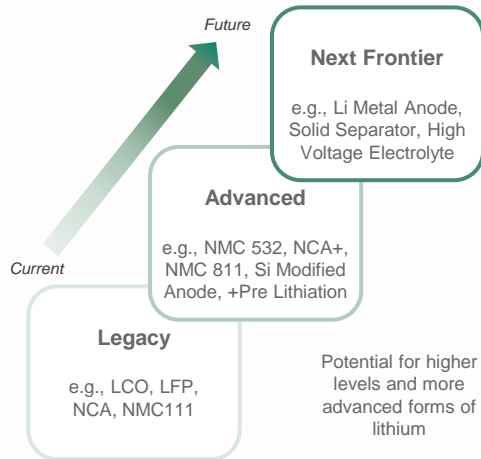 Future
Next Frontier
e.g., Li Metal Anode,
Solid Separator, High
Voltage Electrolyte
Advanced
e.g., NMC 532, NCA+,
NMC 811, Si Modified
Anode, +Pre Lithiation
Current
Legacy
e.g., LCO, LFP,
NCA, NMC111
Potential for higher
levels and more
advanced forms of
lithium